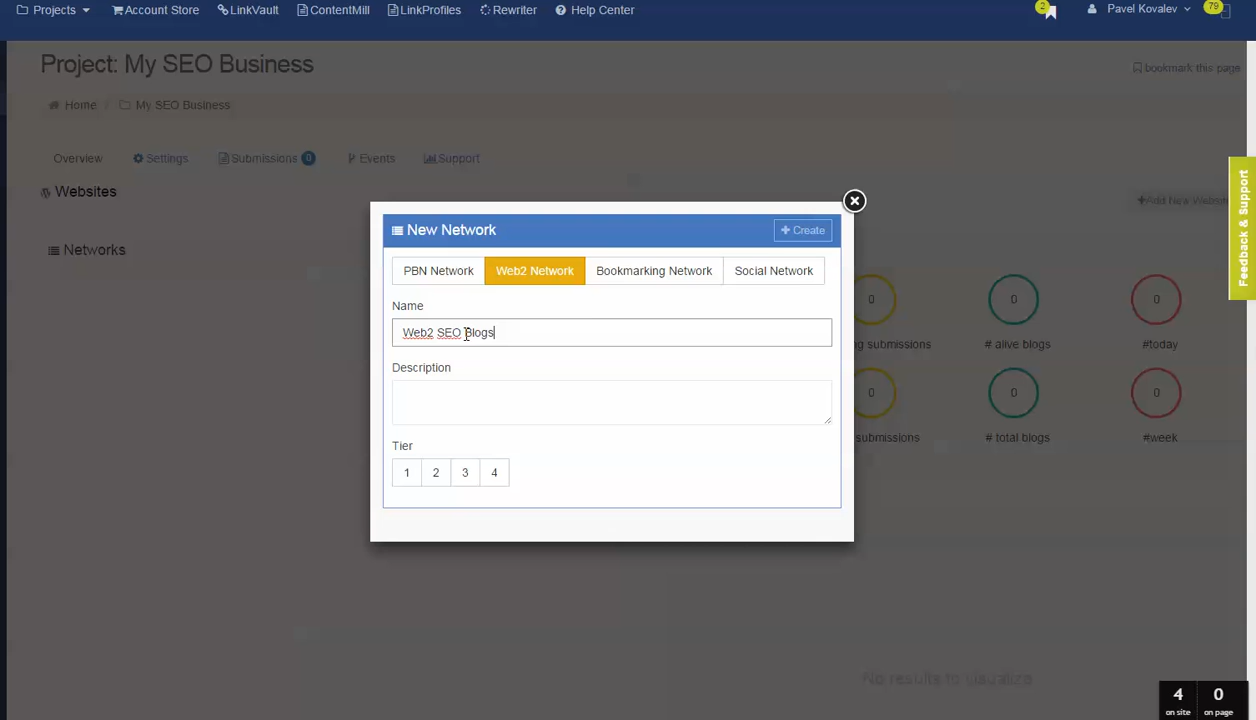 Projects Account Store LinkVault ContentMill LinkProfiles Rewriter Help Center 2 Pavel Kovalev 79
Project: My SEO Business
bookmark this page
Home / My SEO Business
Overview Settings Submissions 0 Events Support
Websites
Add New Website
Networks
New Network
Create
PBN Network Web2 Network Bookmarking Network Social Network
Name
Web2 SEO Blogs
Description
Tier
1 2 3 4
0 0 0
submissions # alive blogs #today
0 0 0
submissions # total blogs #week
No results to visualize
Feedback & Support
4 0
on site on page